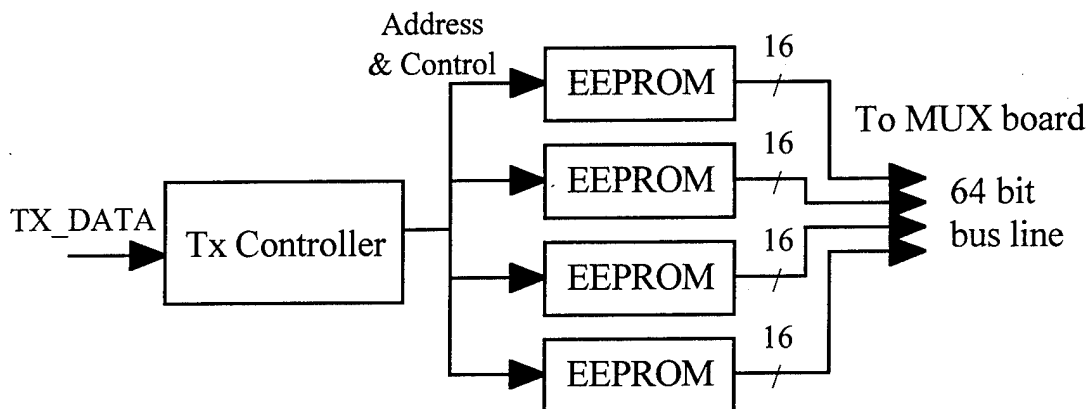 Address
& Control
16
EEPROM
To MUX board
16
EEPROM
TX_DATA
Tx Controller
64 bit
bus line
16
EEPROM
16
EEPROM